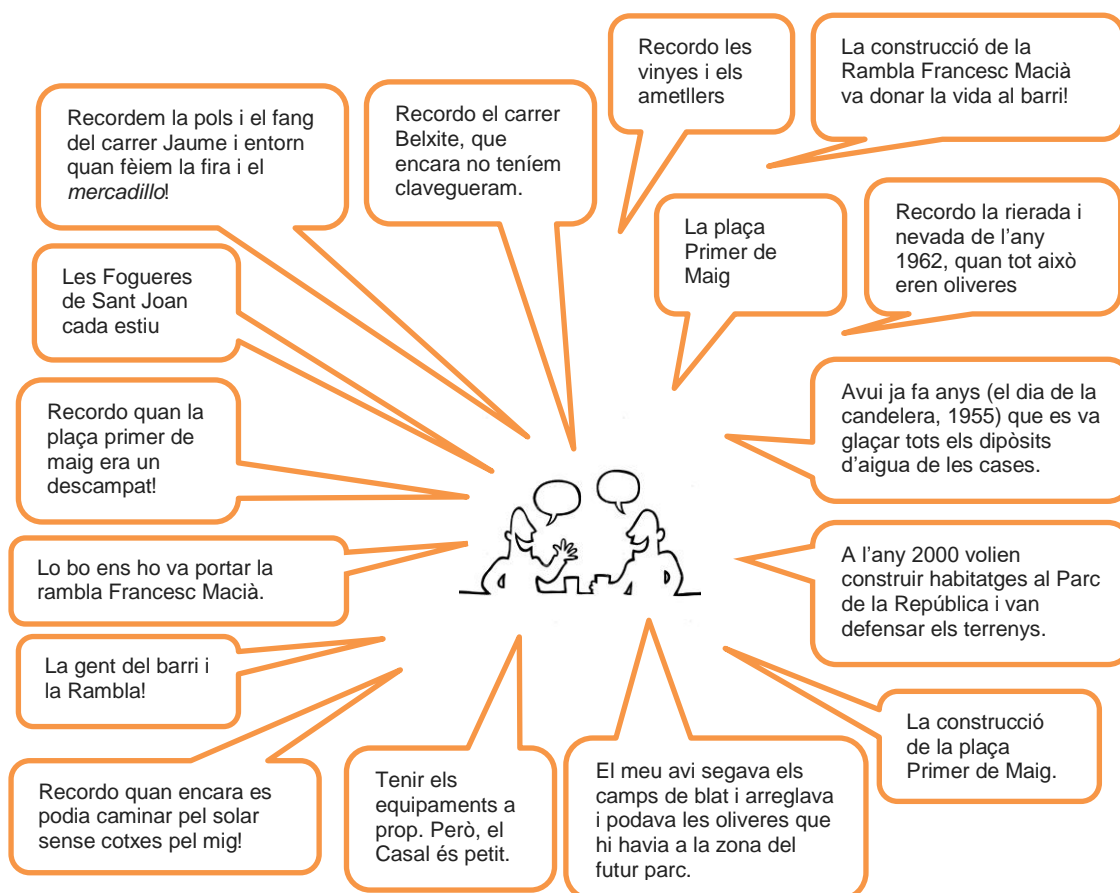 Recordem la pols i el fang
del carrer Jaume i entorn
quan fèiem la fira i el
mercadillo!
Recordo el carrer
Belxite, que
encara no teníem
clavegueram.
Recordo les
vinyes i els
ametllers
La construcció de la
Rambla Francesc Macià
va donar la vida al barri!
Les Fogueres
de Sant Joan
cada estiu
La plaça
Primer de
Maig
Recordo la rierada i
nevada de l’any
1962, quan tot això
eren oliveres
Recordo quan la
plaça primer de
maig era un
descampat!
Avui ja fa anys (el dia de la
candelera, 1955) que es va
glaçar tots els dipòsits
d’aigua de les cases.
Lo bo ens ho va portar la
rambla Francesc Macià.
A l’any 2000 volien
construir habitatges al Parc
de la República i van
defensar els terrenys.
La gent del barri i
la Rambla!
La construcció
de la plaça
Primer de Maig.
Recordo quan encara es
podia caminar pel solar
sense cotxes pel mig!
Tenir els
equipaments a
prop. Però, el
Casal és petit.
El meu avi segava els
camps de blat i arreglava
i podava les oliveres que
hi havia a la zona del
futur parc.